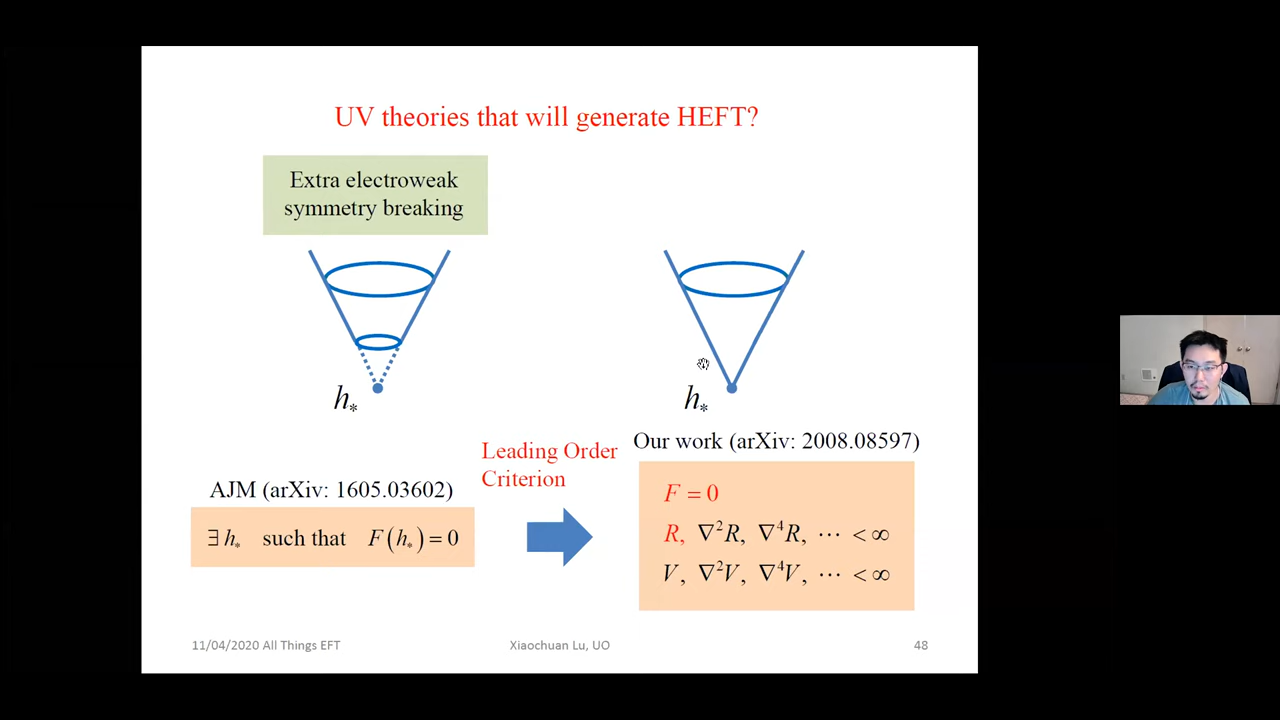 UV theories that will generate HEFT?
Extra electroweak
symmetry breaking
h*
h*
Our work (arXiv: 2008.08597)
Leading Order
Criterion
AJM (arXiv: 1605.03602)
F = 0
∃ h* such that F(h*) = 0
R, ∇²R, ∇⁴R, ⋯ < ∞
V, ∇²V, ∇⁴V, ⋯ < ∞
11/04/2020 All Things EFT
Xiaochuan Lu, UO
48